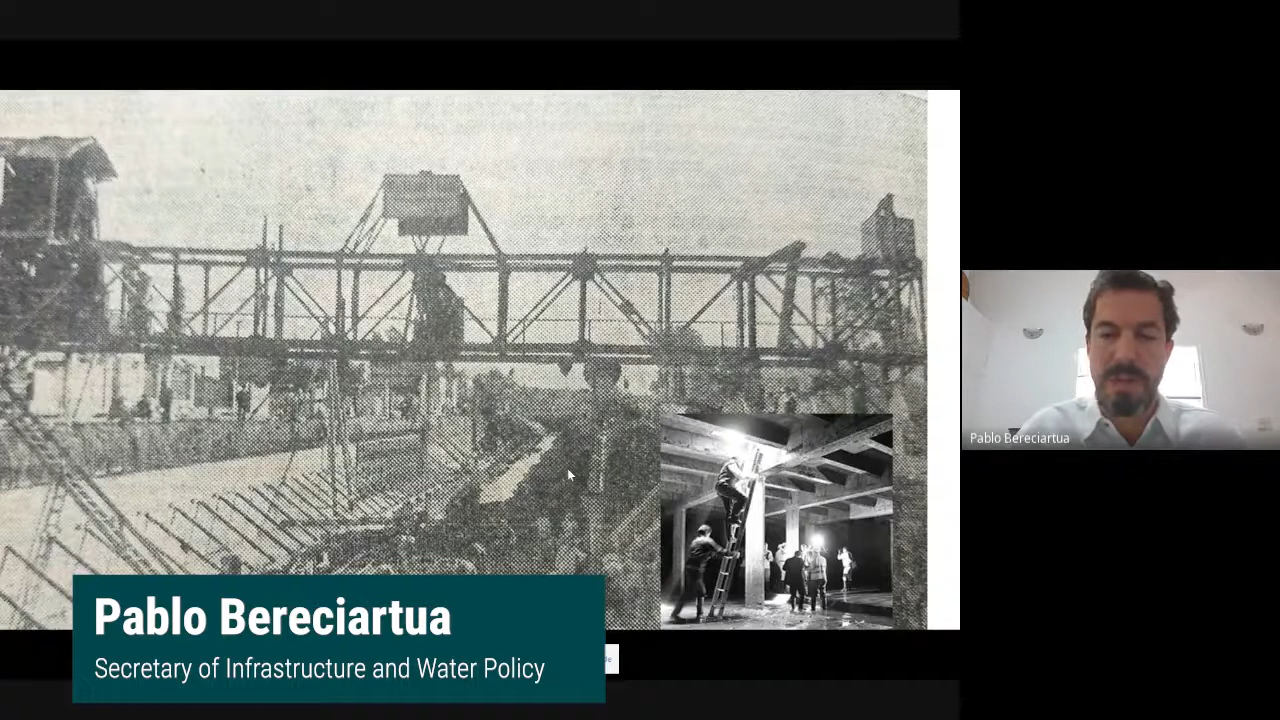 Pablo Bereciartua
Pablo Bereciartua
Secretary of Infrastructure and Water Policy